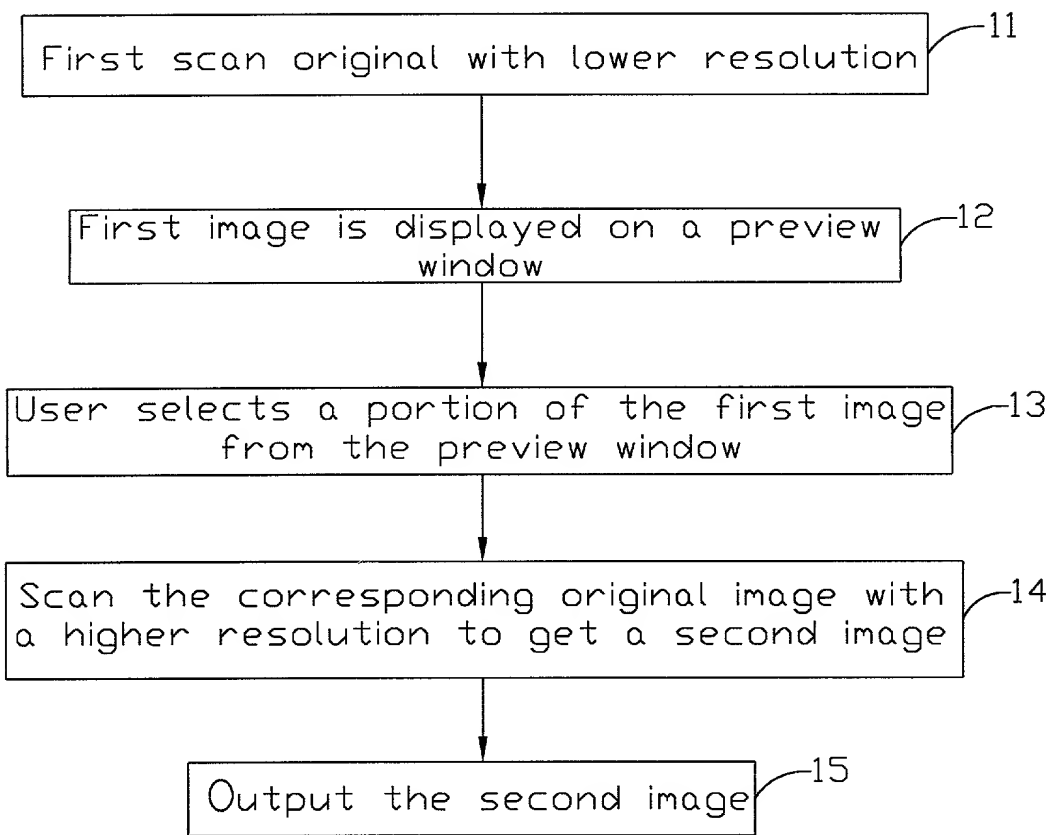 First scan original with lower resolution
11
First image is displayed on a preview
window
12
User selects a portion of the first image
from the preview window
13
Scan the corresponding original image with
a higher resolution to get a second image
14
Output the second image
15